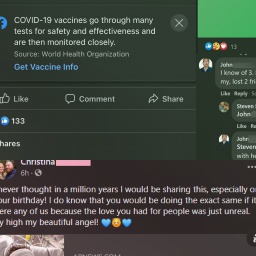 COVID-19 vaccines go through many
tests for safety and effectiveness and
are then monitored closely.
Source: World Health Organization
Get Vaccine Info
Like
Comment
Share
133
hares
13
John
I know of 3.
my, lost 2 fri
Like Reply
Steven
John
Like
John
Steven
with he
Christina
6h
never thought in a million years I would be sharing this, especially on
our birthday! I do know that you would be doing the exact same if it
ere any of us because the love you had for people was just unreal.
y high my beautiful angel!